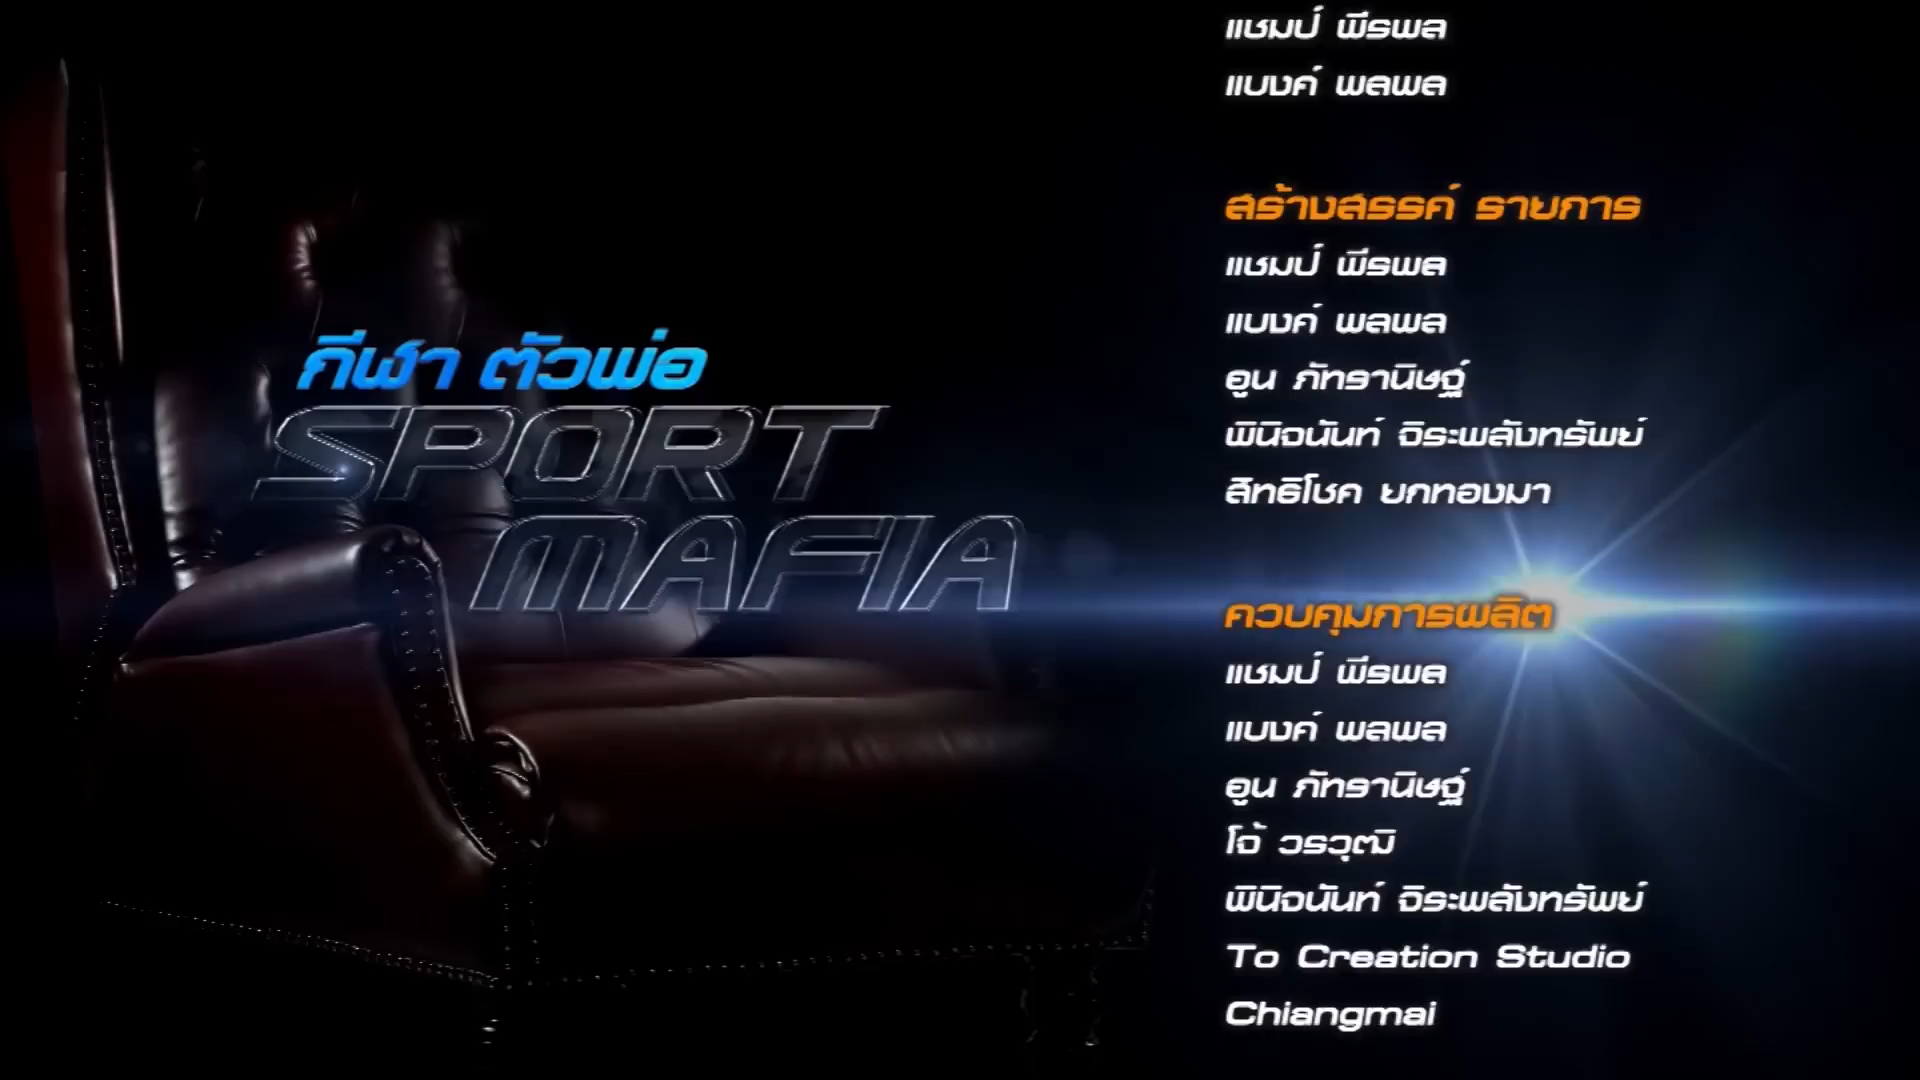 กีฬา ตัวพ่อ
SPORT
MAFIA
แชมป์ พีรพล
แบงค์ พลพล
สร้างสรรค์ รายการ
แชมป์ พีรพล
แบงค์ พลพล
อูน ภัทรานิษฐ์
พินิจนันท์ จิระพลังทรัพย์
สิทธิโชค ยกทองมา
ควบคุมการผลิต
แชมป์ พีรพล
แบงค์ พลพล
อูน ภัทรานิษฐ์
โจ้ วรวุฒิ
พินิจนันท์ จิระพลังทรัพย์
To Creation Studio
Chiangmai